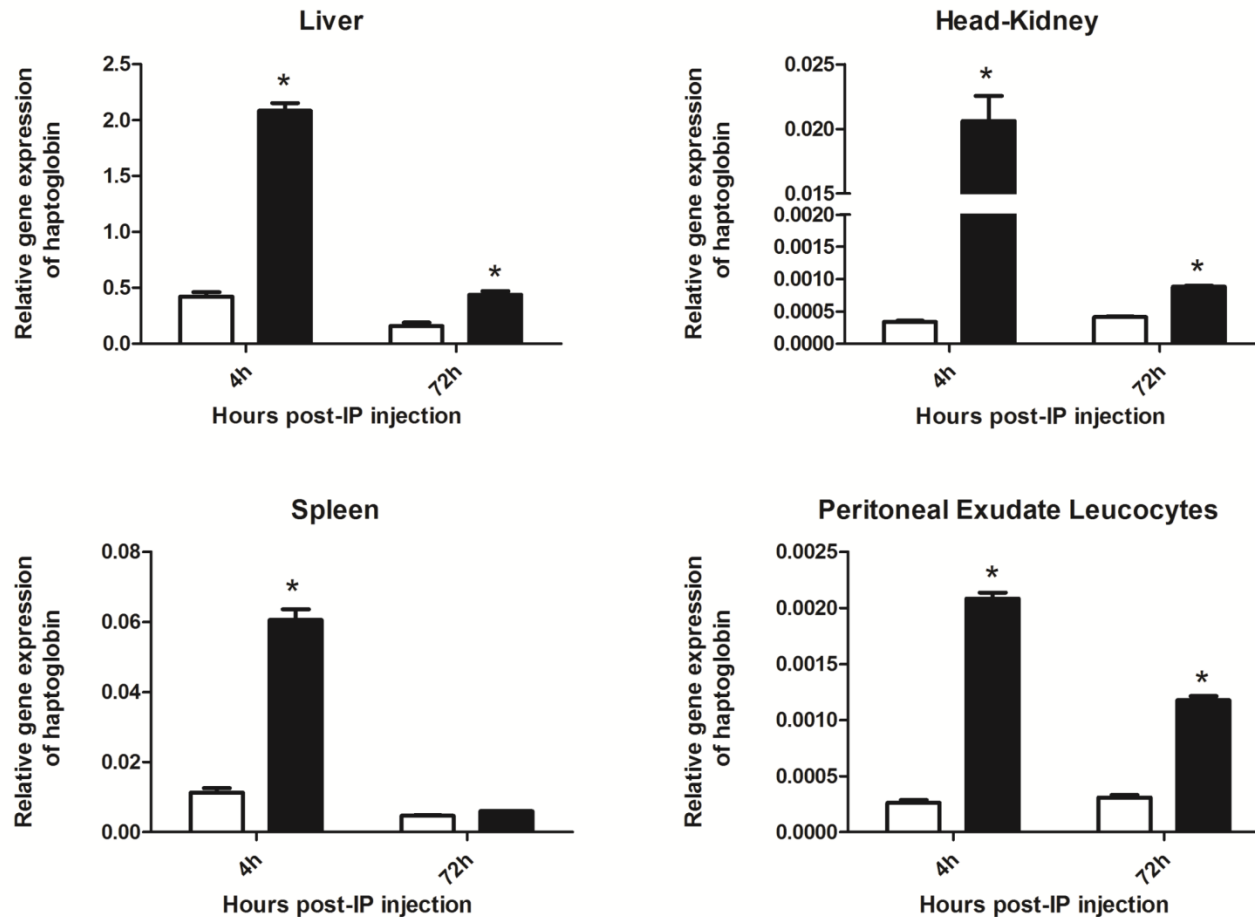 Liver
Relative gene expression
of haptoglobin
2.5
2.0
1.5
1.0
0.5
0.0
*
*
4h
72h
Hours post-IP injection
Head-Kidney
Relative gene expression
of haptoglobin
0.025
0.020
0.015
0.0020
0.0015
0.0010
0.0005
0.0000
*
*
4h
72h
Hours post-IP injection
Spleen
Relative gene expression
of haptoglobin
0.08
0.06
0.04
0.02
0.00
*
4h
72h
Hours post-IP injection
Peritoneal Exudate Leucocytes
Relative gene expression
of haptoglobin
0.0025
0.0020
0.0015
0.0010
0.0005
0.0000
*
*
4h
72h
Hours post-IP injection